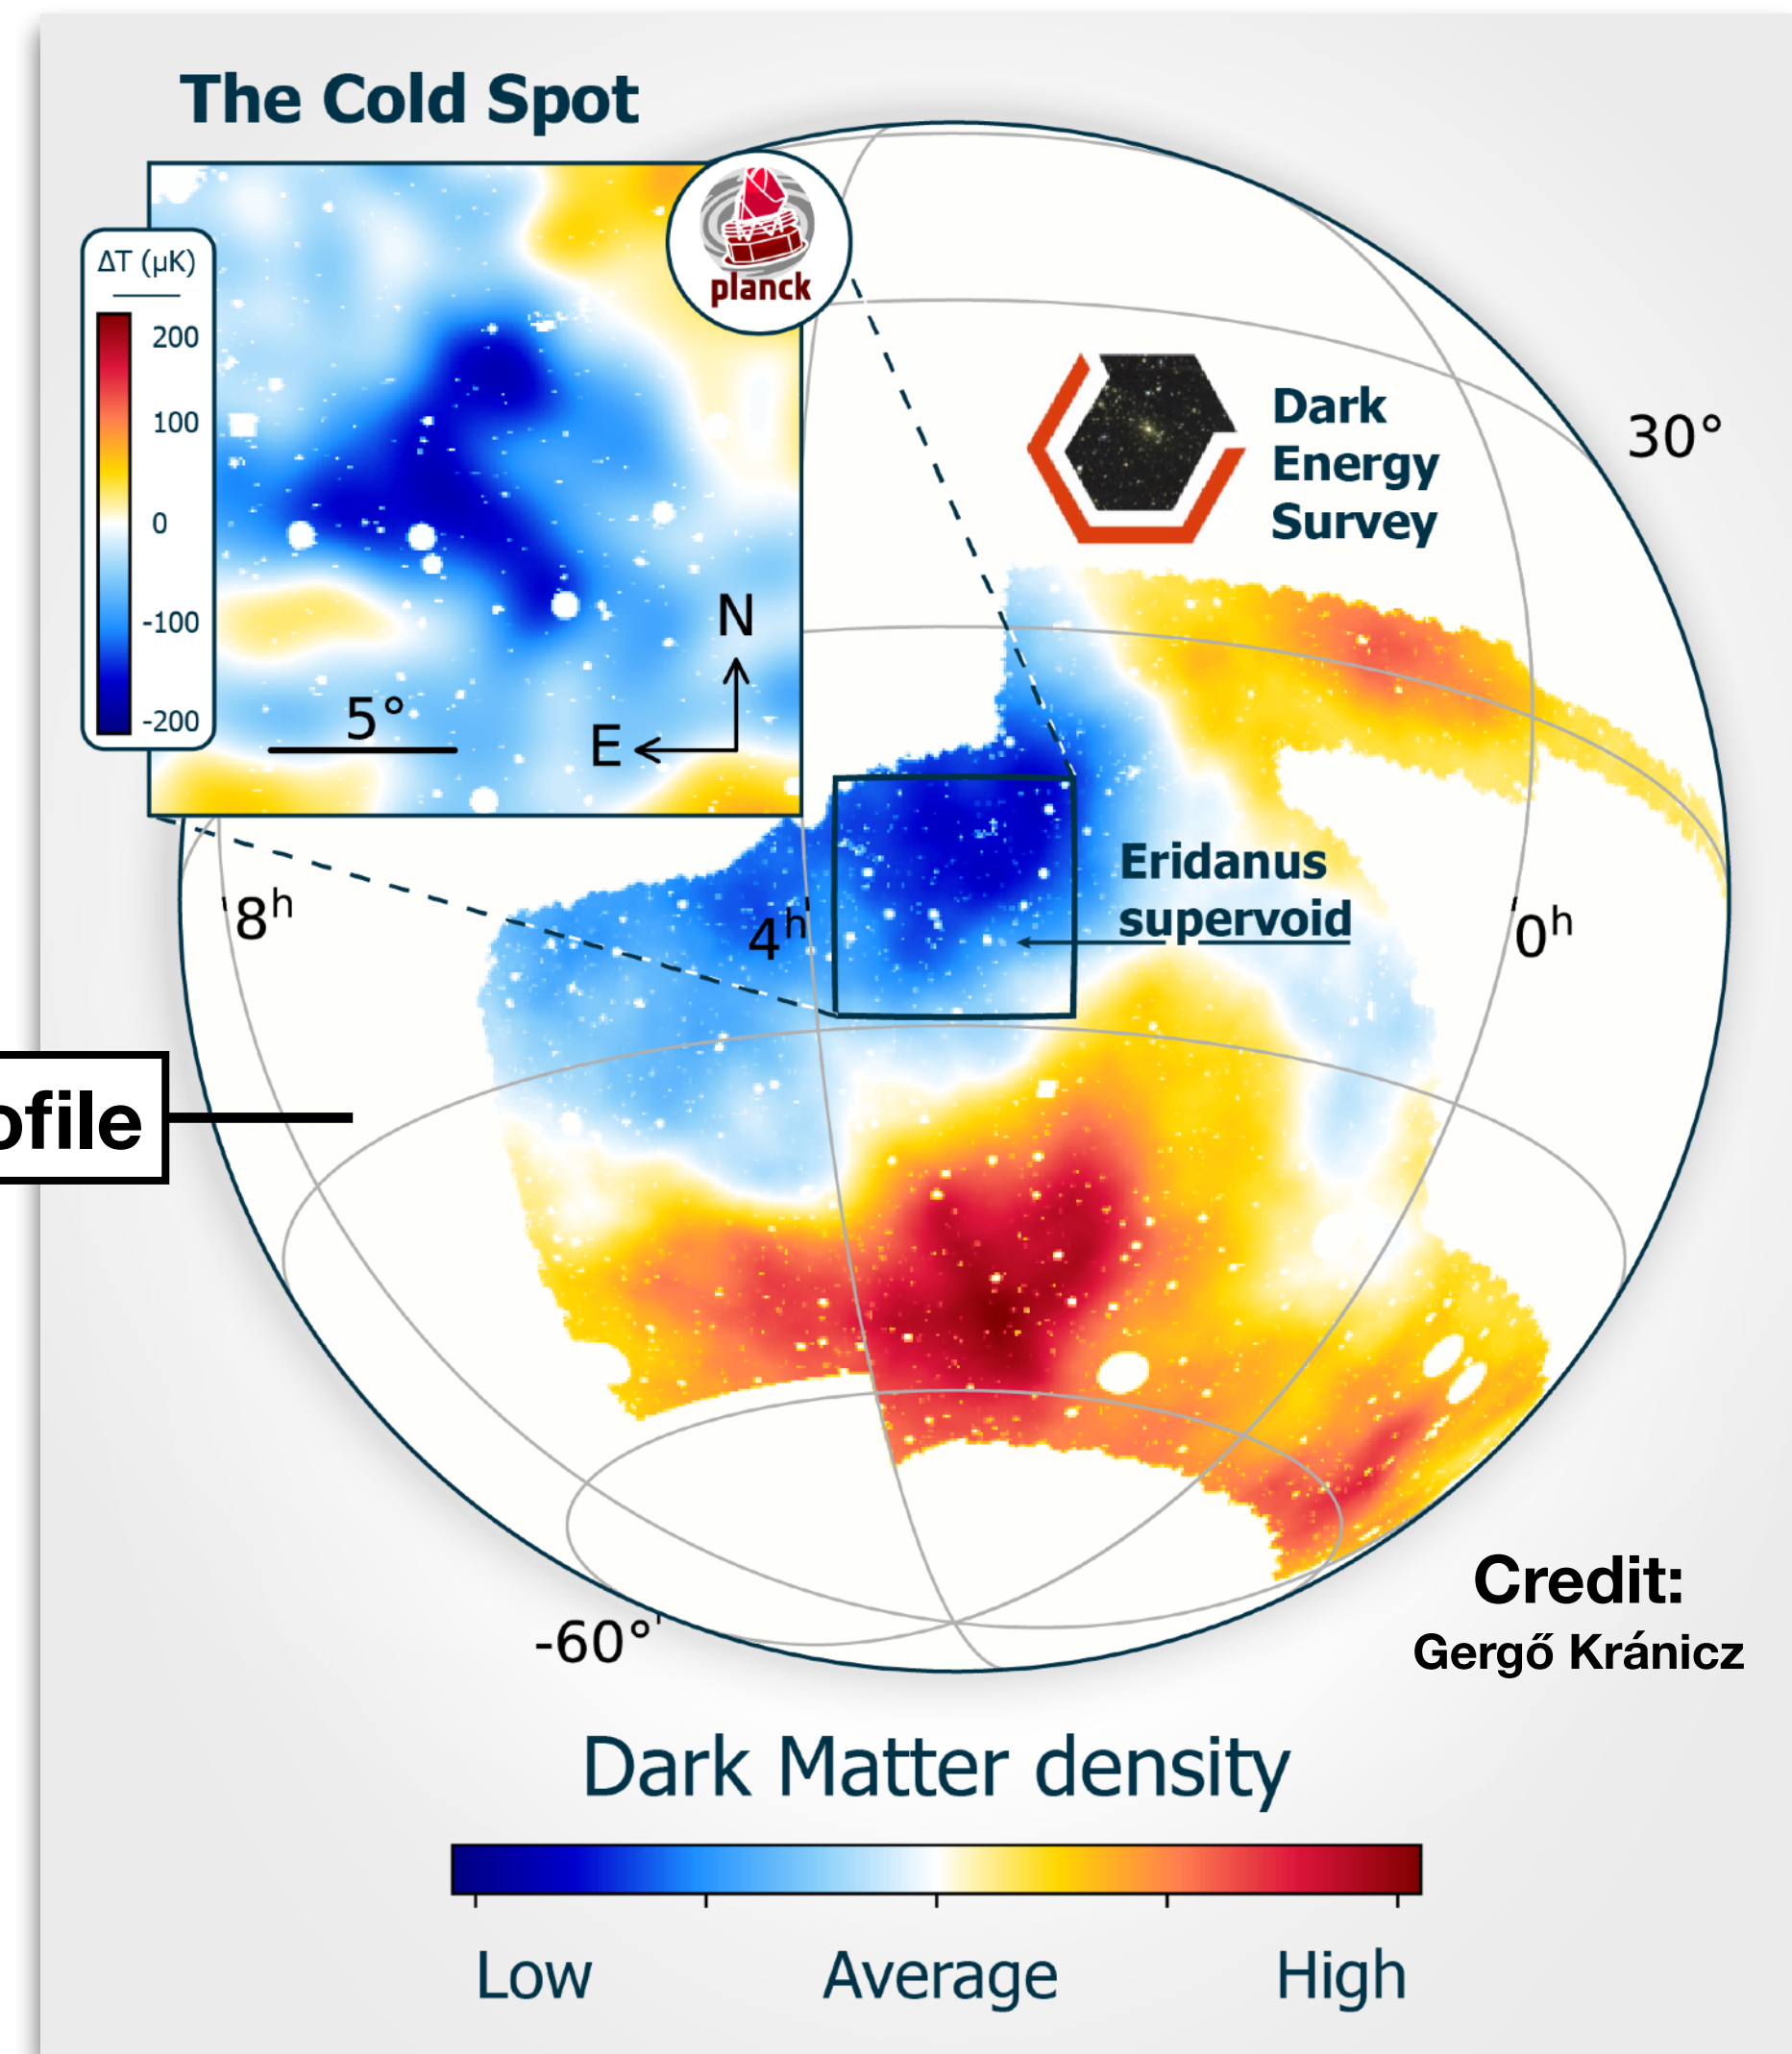 The Cold Spot
planck
ΔT (μK)
200
100
0
-100
-200
N
E
5°
Dark
Energy
Survey
30°
Eridanus
supervoid
8h
4h
0h
ofile
-60°
Credit:
Gergő Kránicz
Dark Matter density
Low Average High